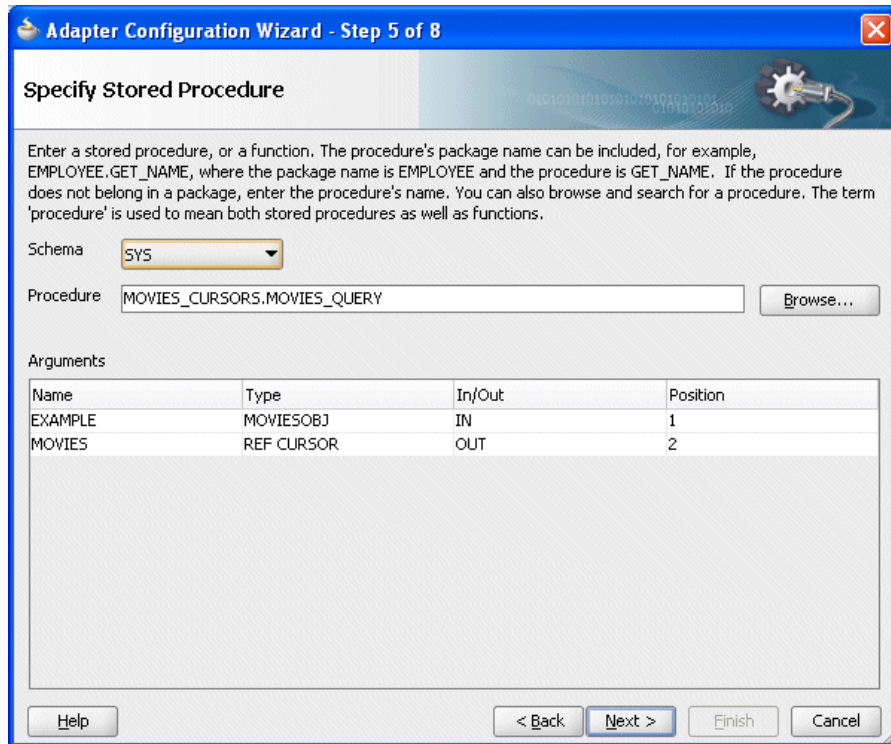 Adapter Configuration Wizard - Step 5 of 8
Specify Stored Procedure
Enter a stored procedure, or a function. The procedure's package name can be included, for example,
EMPLOYEE.GET_NAME, where the package name is EMPLOYEE and the procedure is GET_NAME. If the procedure
does not belong in a package, enter the procedure's name. You can also browse and search for a procedure. The term
'procedure' is used to mean both stored procedures as well as functions.
Schema SYS
Procedure MOVIES_CURSORS.MOVIES_QUERY Browse...
Arguments
Name Type In/Out Position
EXAMPLE MOVIESOBJ IN 1
MOVIES REF CURSOR OUT 2
Help < Back Next > Finish Cancel